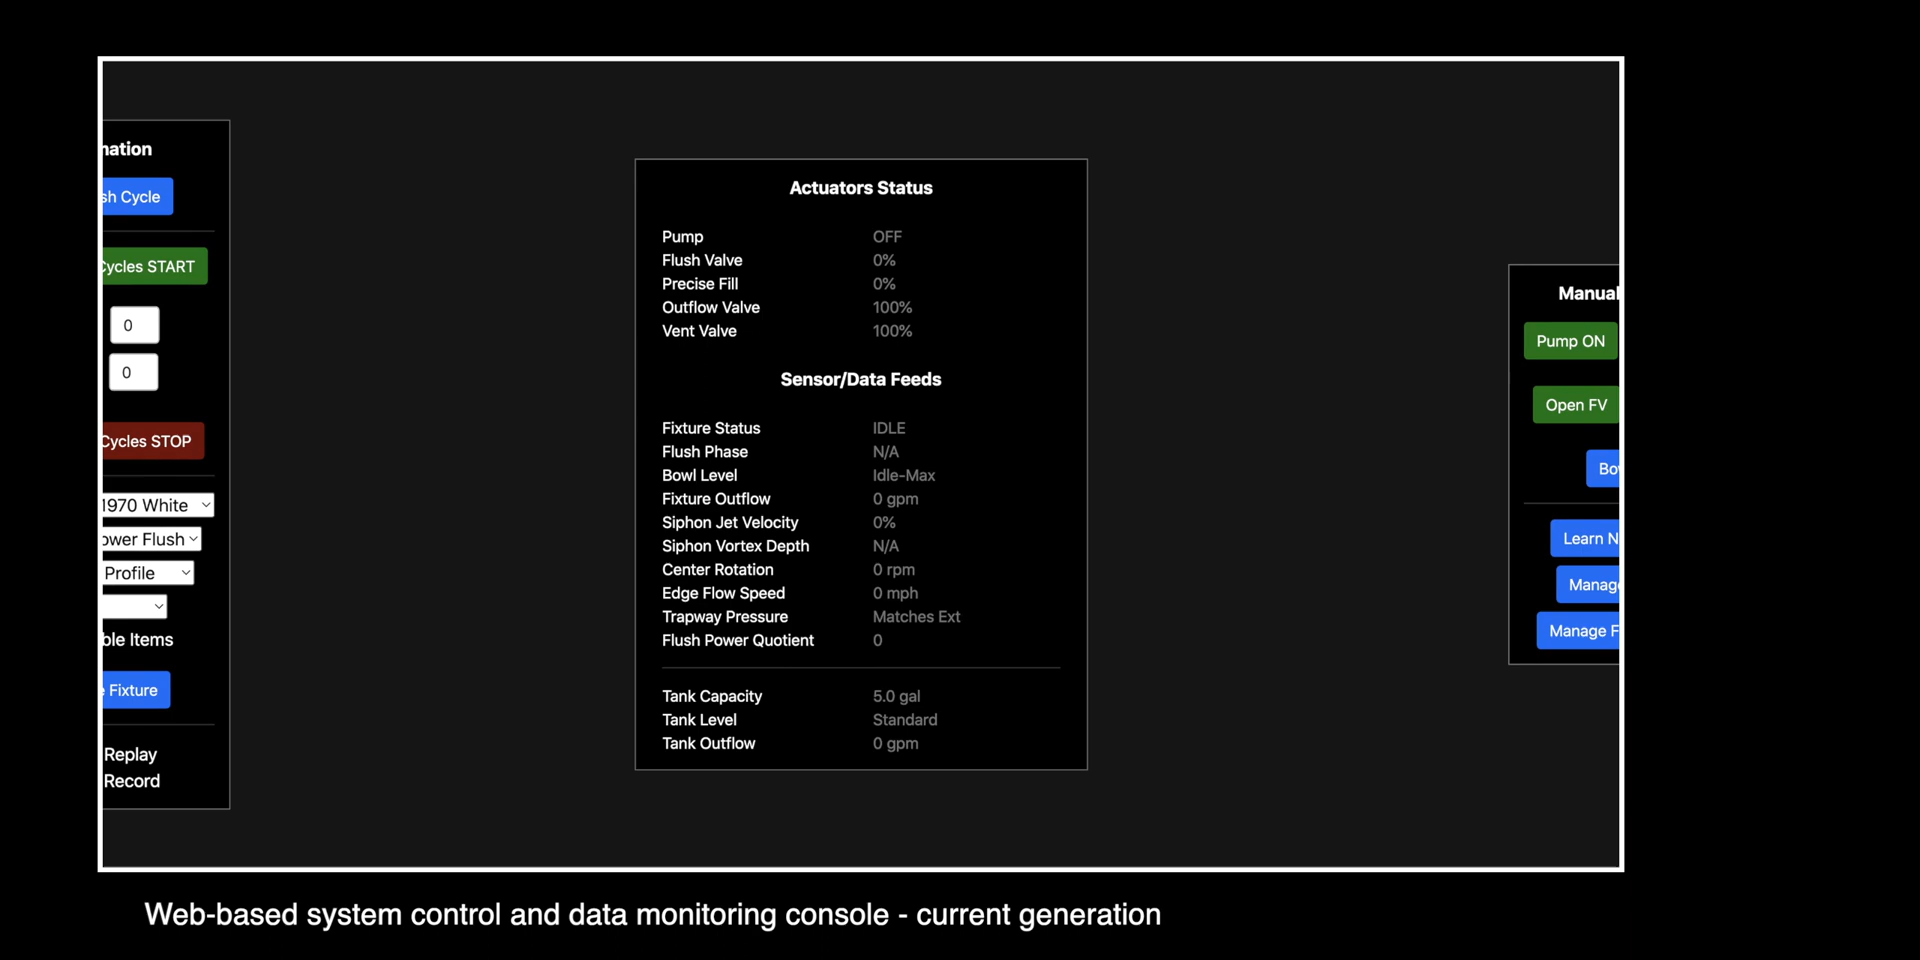 nation
sh Cycle
Cycles START
0
0
Cycles STOP
1970 White
ower Flush
Profile
ble Items
Fixture
Replay
Record
Actuators Status
Pump OFF
Flush Valve 0%
Precise Fill 0%
Outflow Valve 100%
Vent Valve 100%
Sensor/Data Feeds
Fixture Status IDLE
Flush Phase N/A
Bowl Level Idle-Max
Fixture Outflow 0 gpm
Siphon Jet Velocity 0%
Siphon Vortex Depth N/A
Center Rotation 0 rpm
Edge Flow Speed 0 mph
Trapway Pressure Matches Ext
Flush Power Quotient 0
Tank Capacity 5.0 gal
Tank Level Standard
Tank Outflow 0 gpm
Manual
Pump ON
Open FV
Bo
Learn N
Manage
Manage F
Web-based system control and data monitoring console - current generation